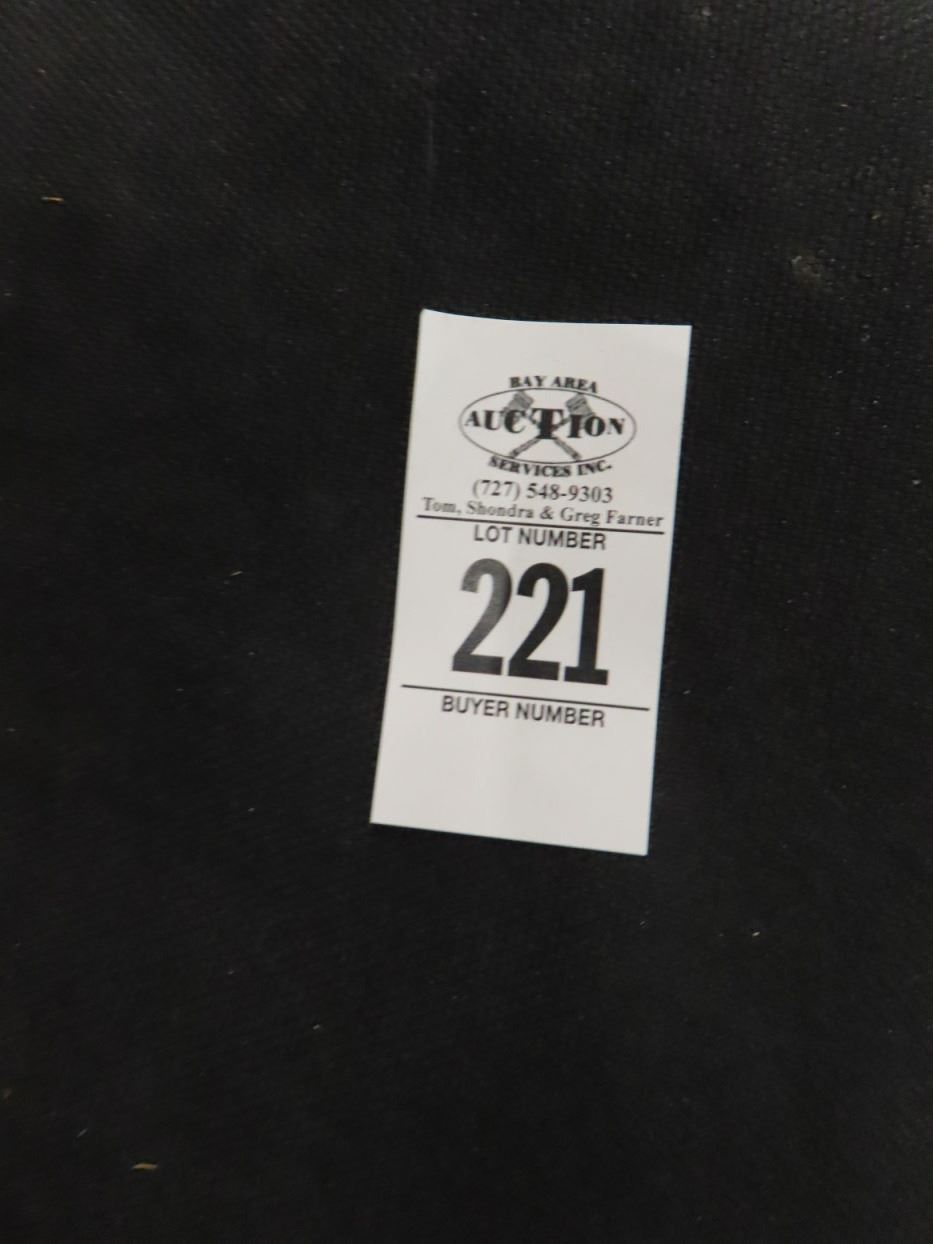 BAY AREA
AUCTION
SERVICES INC.
(727) 548-9303
Tom, Shondra & Greg Farner
LOT NUMBER
221
BUYER NUMBER